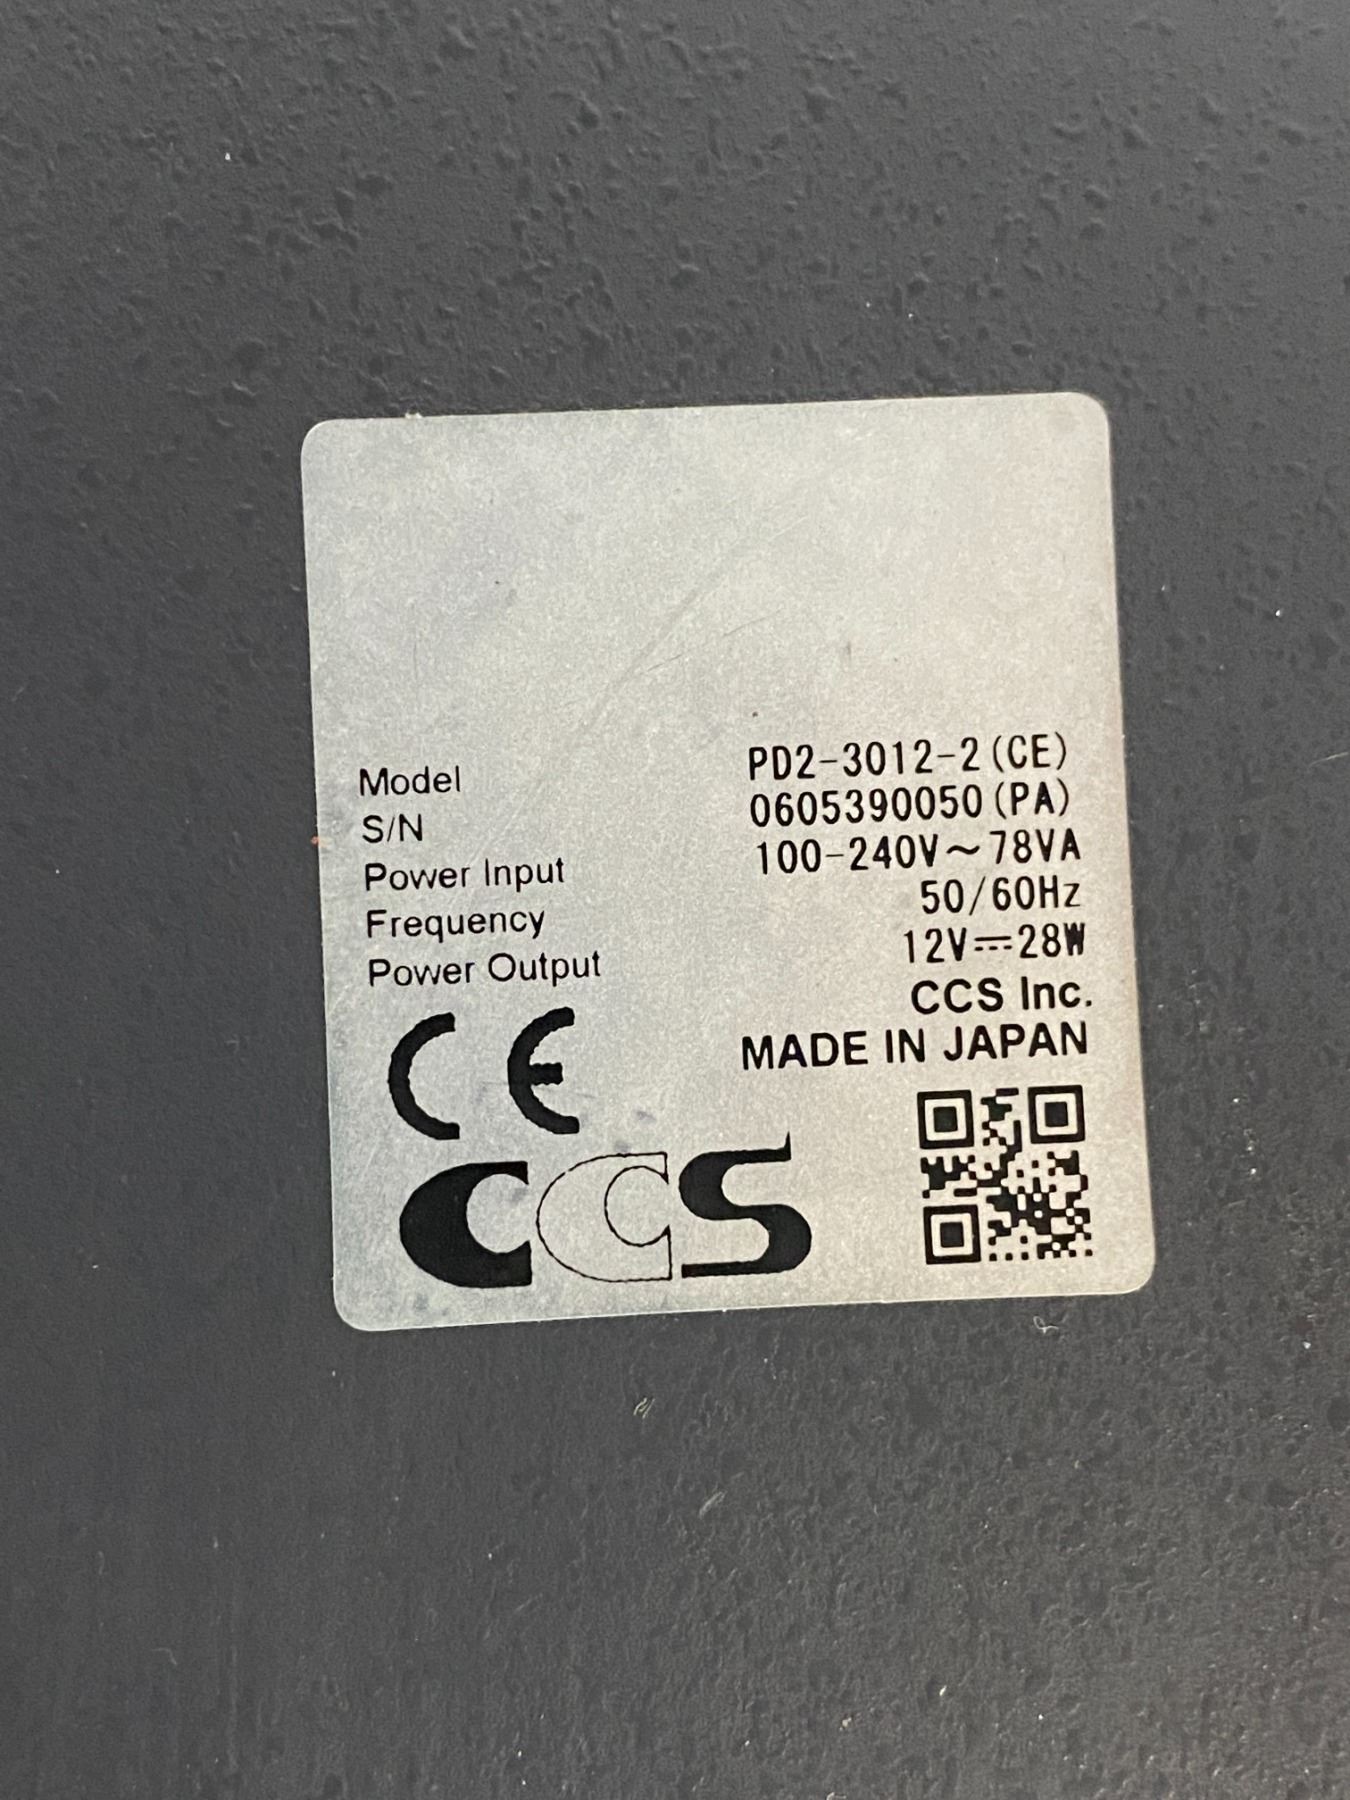 Model PD2-3012-2(CE)
S/N 0605390050(PA)
Power Input 100-240V～78VA
Frequency 50/60Hz
Power Output 12V⎓28W
CCS Inc.
MADE IN JAPAN
CE
CCS